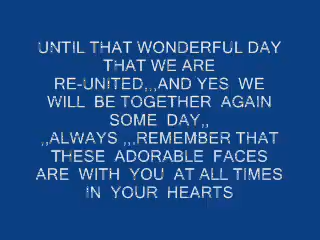 UNTIL THAT WONDERFUL DAY
THAT WE ARE
RE-UNITED,,,AND YES WE
WILL BE TOGETHER AGAIN
SOME DAY,,
,,ALWAYS ,,,REMEMBER THAT
THESE ADORABLE FACES
ARE WITH YOU AT ALL TIMES
IN YOUR HEARTS